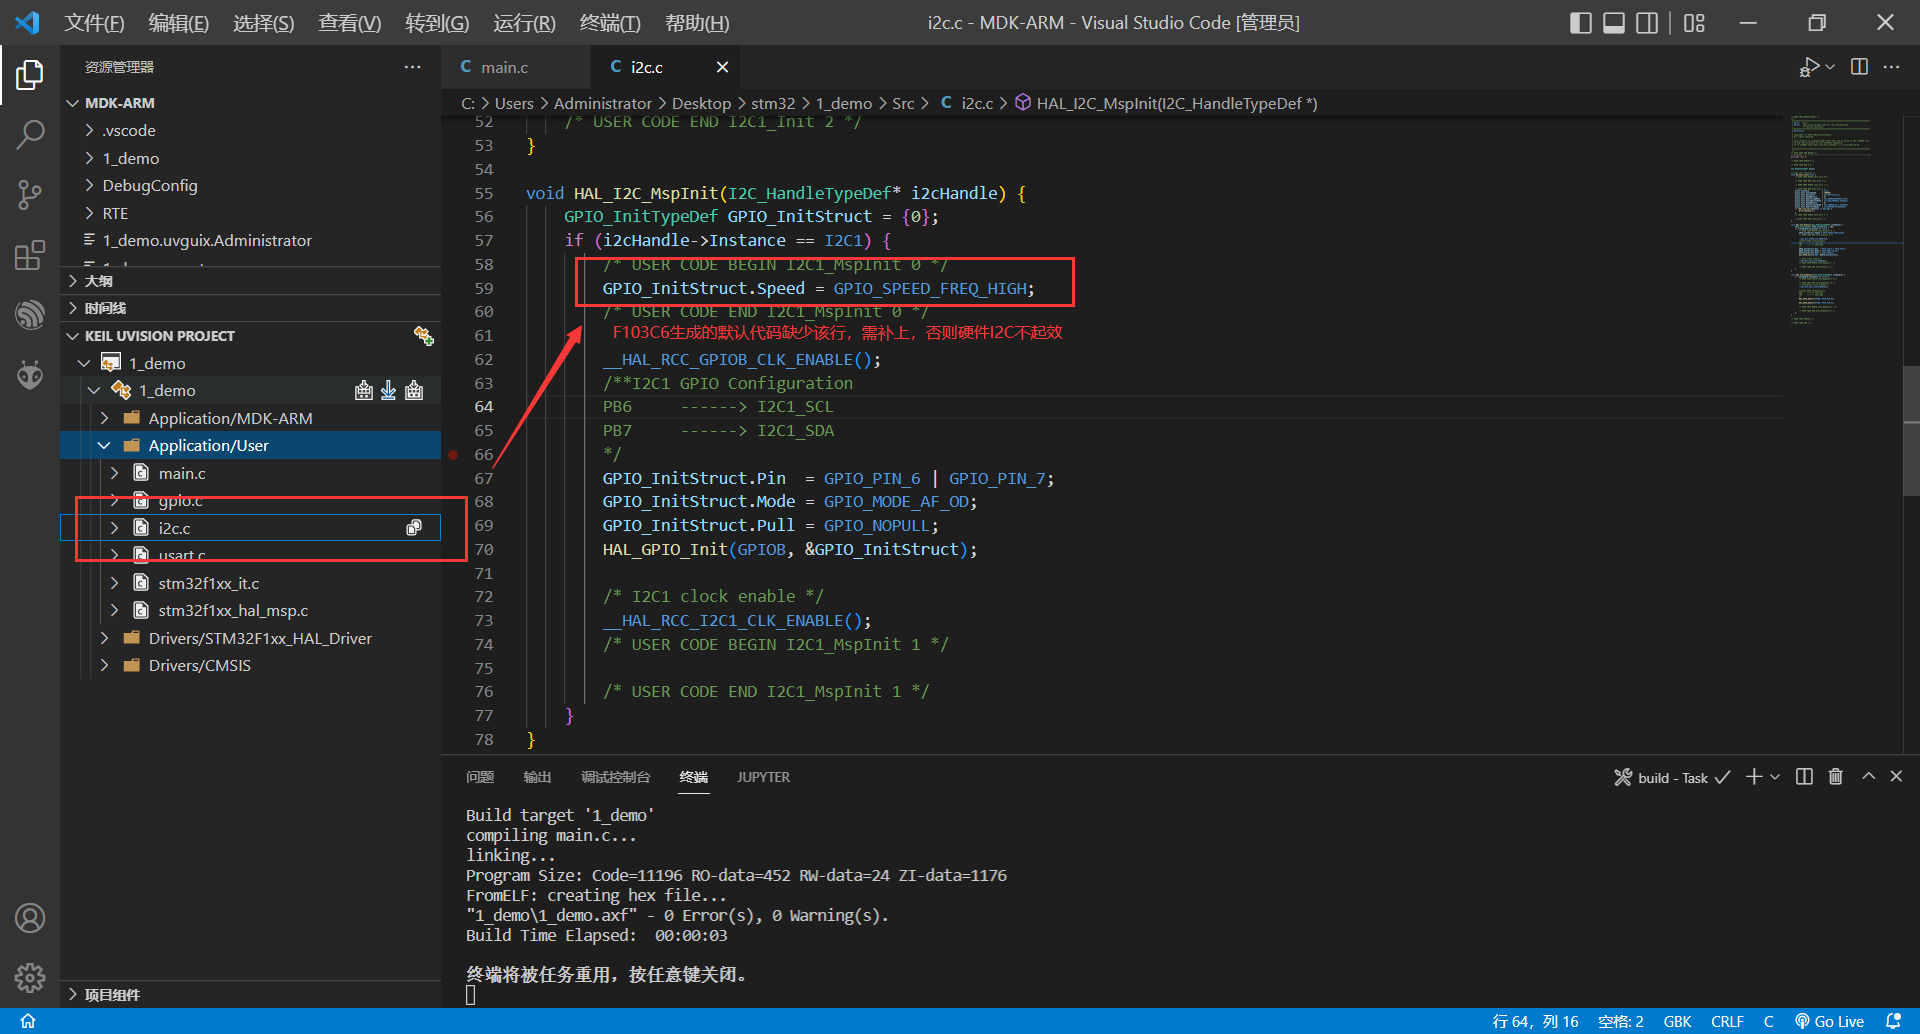 文件(F) 编辑(E) 选择(S) 查看(V) 转到(G) 运行(R) 终端(T) 帮助(H) i2c.c - MDK-ARM - Visual Studio Code [管理员]
资源管理器
MDK-ARM
.vscode
1_demo
DebugConfig
RTE
1_demo.uvguix.Administrator
大纲
时间线
KEIL UVISION PROJECT
1_demo
1_demo
Application/MDK-ARM
Application/User
main.c
gpio.c
i2c.c
usart.c
stm32f1xx_it.c
stm32f1xx_hal_msp.c
Drivers/STM32F1xx_HAL_Driver
Drivers/CMSIS
项目组件
C main.c C i2c.c
C: > Users > Administrator > Desktop > stm32 > 1_demo > Src > C i2c.c > HAL_I2C_MspInit(I2C_HandleTypeDef *)
52 /* USER CODE END I2C1_Init 2 */
53 }
54
55 void HAL_I2C_MspInit(I2C_HandleTypeDef* i2cHandle) {
56 GPIO_InitTypeDef GPIO_InitStruct = {0};
57 if (i2cHandle->Instance == I2C1) {
58 /* USER CODE BEGIN I2C1_MspInit 0 */
59 GPIO_InitStruct.Speed = GPIO_SPEED_FREQ_HIGH;
60 /* USER CODE END I2C1_MspInit 0 */
61 F103C6生成的默认代码缺少该行，需补上，否则硬件I2C不起效
62 __HAL_RCC_GPIOB_CLK_ENABLE();
63 /**I2C1 GPIO Configuration
64 PB6 ------> I2C1_SCL
65 PB7 ------> I2C1_SDA
66 */
67 GPIO_InitStruct.Pin = GPIO_PIN_6 | GPIO_PIN_7;
68 GPIO_InitStruct.Mode = GPIO_MODE_AF_OD;
69 GPIO_InitStruct.Pull = GPIO_NOPULL;
70 HAL_GPIO_Init(GPIOB, &GPIO_InitStruct);
71
72 /* I2C1 clock enable */
73 __HAL_RCC_I2C1_CLK_ENABLE();
74 /* USER CODE BEGIN I2C1_MspInit 1 */
75
76 /* USER CODE END I2C1_MspInit 1 */
77 }
78 }
问题 输出 调试控制台 终端 JUPYTER build - Task
Build target '1_demo'
compiling main.c...
linking...
Program Size: Code=11196 RO-data=452 RW-data=24 ZI-data=1176
FromELF: creating hex file...
"1_demo\1_demo.axf" - 0 Error(s), 0 Warning(s).
Build Time Elapsed:  00:00:03
终端将被任务重用，按任意键关闭。
行 64，列 16 空格: 2 GBK CRLF C Go Live